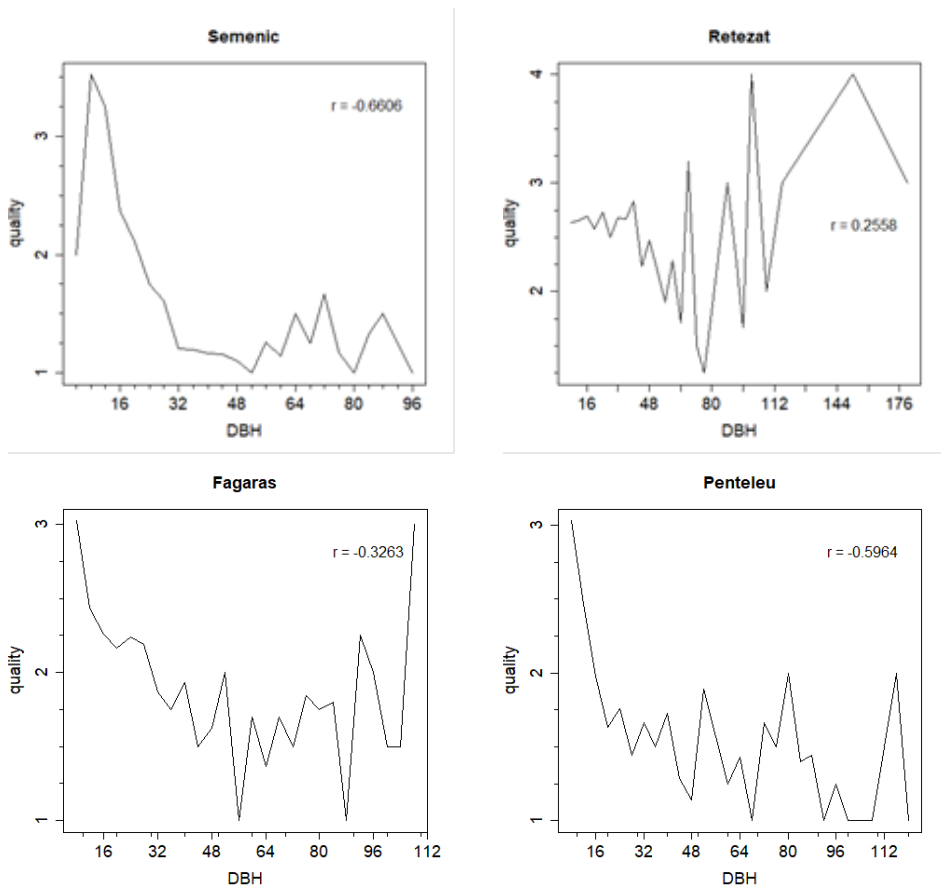 Semenic
r = -0.6606
quality
3
2
1
16 32 48 64 80 96
DBH
Retezat
r = 0.2558
quality
4
3
2
16 48 80 112 144 176
DBH
Fagaras
r = -0.3263
quality
3
2
1
16 32 48 64 80 96 112
DBH
Penteleu
r = -0.5964
quality
3
2
1
16 32 48 64 80 96 112
DBH